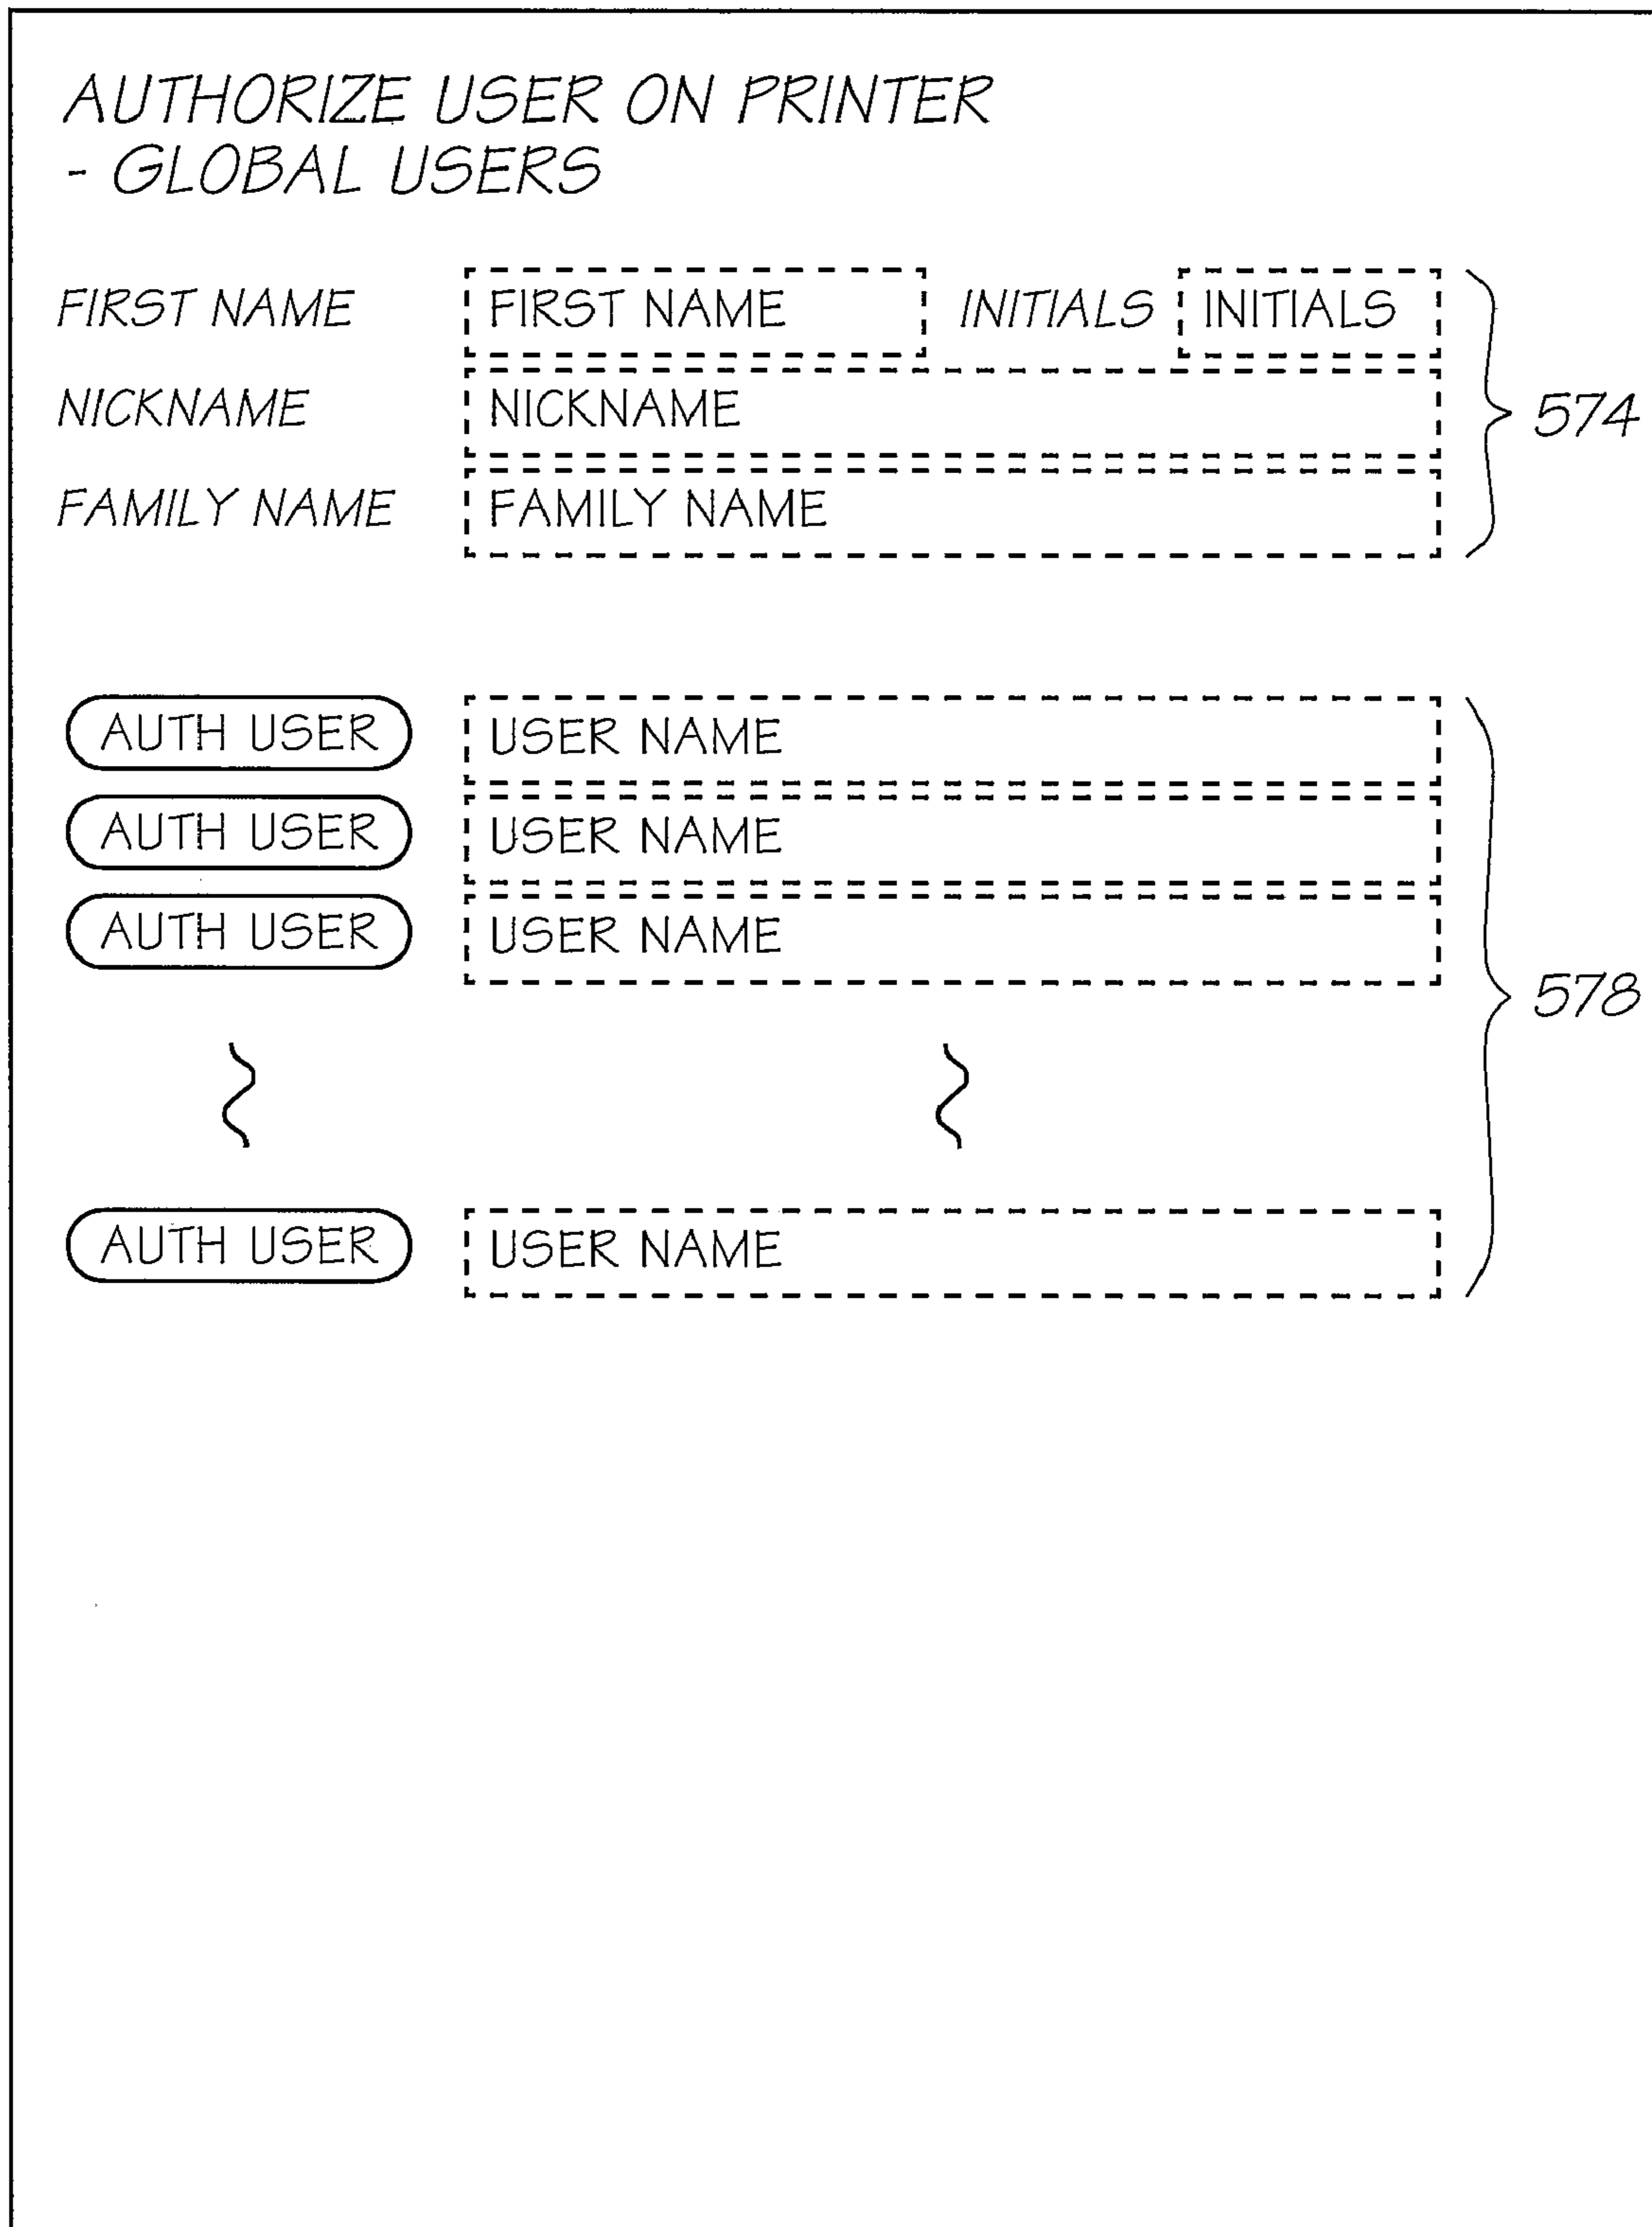 AUTHORIZE USER ON PRINTER
- GLOBAL USERS
FIRST NAME FIRST NAME INITIALS INITIALS
NICKNAME NICKNAME 574
FAMILY NAME FAMILY NAME
AUTH USER USER NAME
AUTH USER USER NAME
AUTH USER USER NAME
578
AUTH USER USER NAME